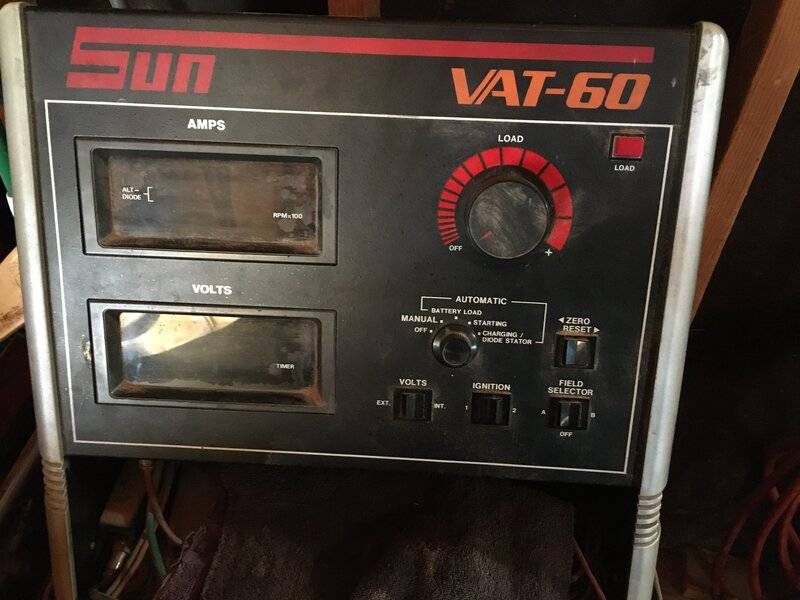 Sun
VAT-60
AMPS
ALT-
DIODE
RPM x 100
LOAD
OFF
+
LOAD
VOLTS
TIMER
AUTOMATIC
BATTERY LOAD
MANUAL
STARTING
OFF
CHARGING /
DIODE STATOR
◄ ZERO
RESET ►
VOLTS
EXT.
INT.
IGNITION
1
2
FIELD
SELECTOR
A
B
OFF